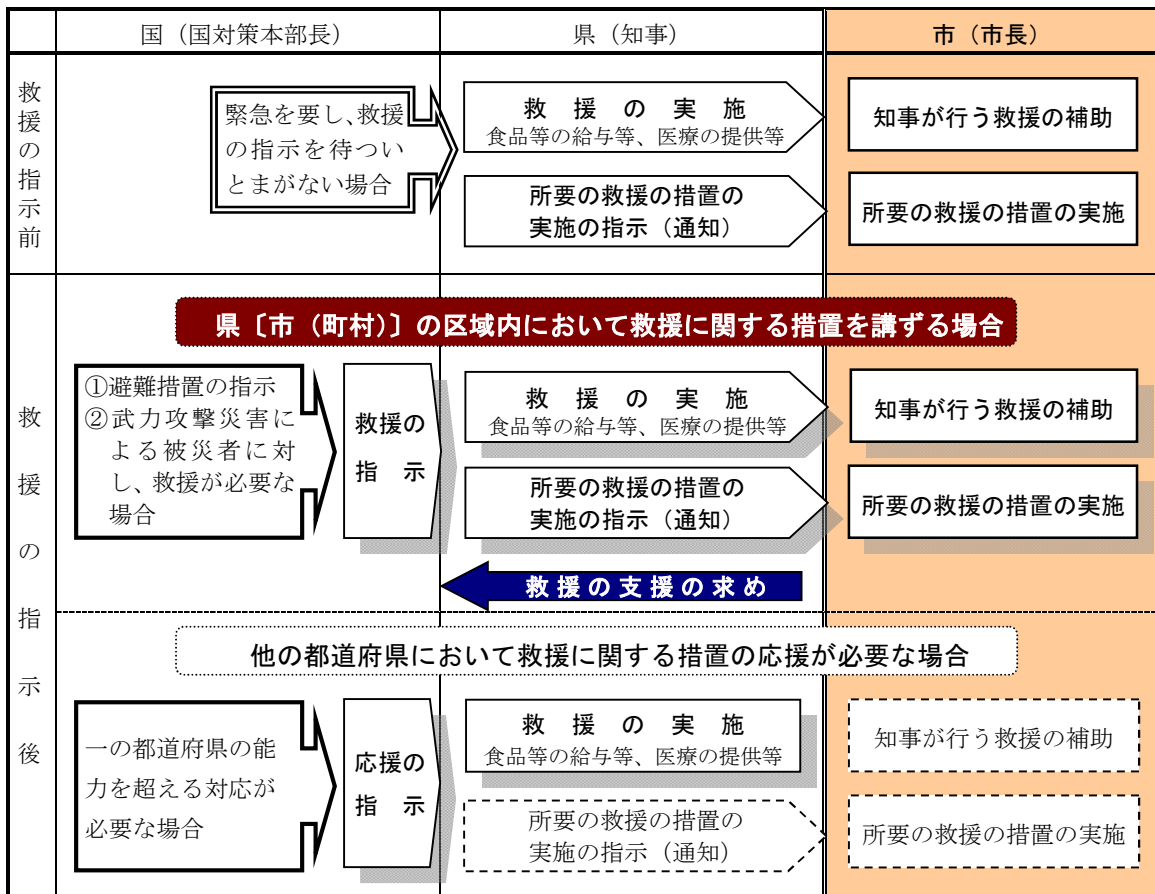 国（国対策本部長）
県（知事）
市（市長）
救援の指示前
緊急を要し、救援
の指示を待つい
とまがない場合
救援の実施
食品等の給与等、医療の提供等
知事が行う救援の補助
所要の救援の措置の
実施の指示（通知）
所要の救援の措置の実施
救援の指示後
県〔市（町村）〕の区域内において救援に関する措置を講ずる場合
①避難措置の指示
②武力攻撃災害に
よる被災者に対
し、救援が必要な
場合
救援の
指示
救援の実施
食品等の給与等、医療の提供等
知事が行う救援の補助
所要の救援の措置の
実施の指示（通知）
所要の救援の措置の実施
救援の支援の求め
他の都道府県において救援に関する措置の応援が必要な場合
一の都道府県の能
力を超える対応が
必要な場合
応援の
指示
救援の実施
食品等の給与等、医療の提供等
知事が行う救援の補助
所要の救援の措置の
実施の指示（通知）
所要の救援の措置の実施